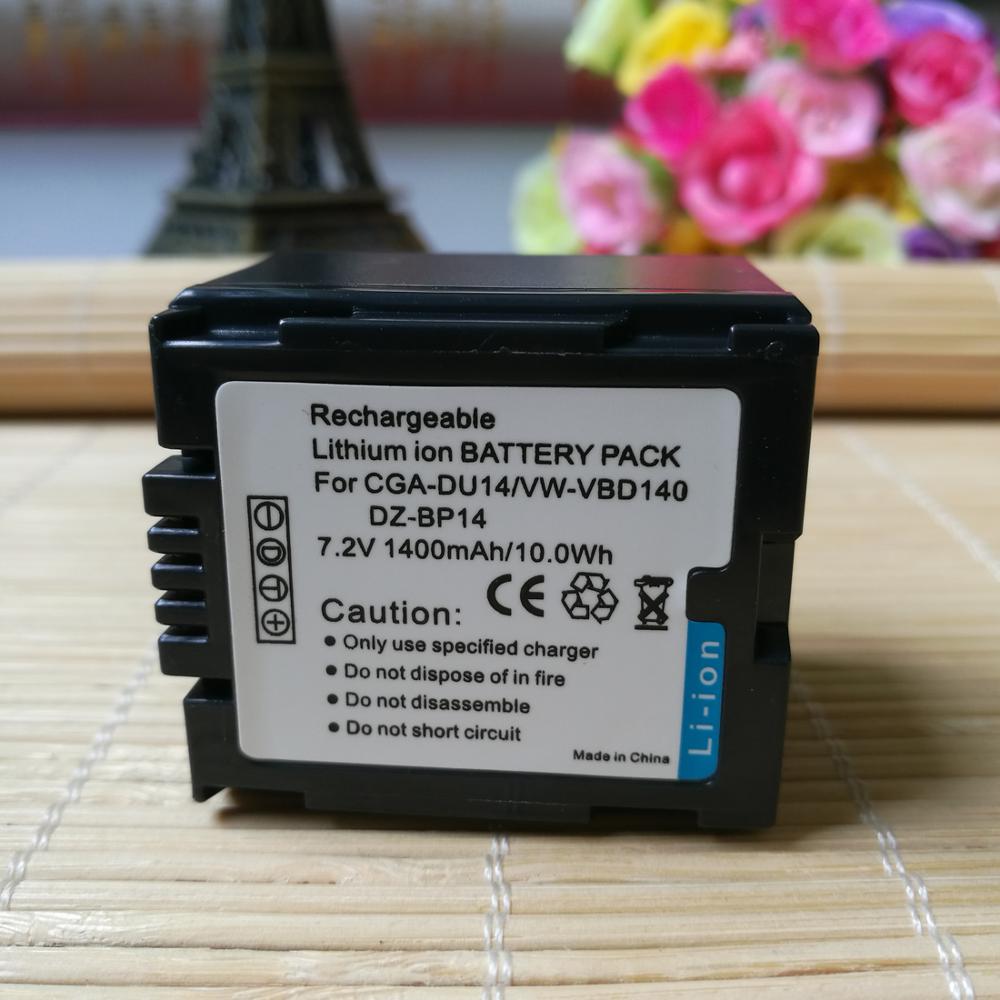 Rechargeable
Lithium ion BATTERY PACK
For CGA-DU14/VW-VBD140
DZ-BP14
7.2V 1400mAh/10.0Wh
- D T +
CE
Caution:
• Only use specified charger
• Do not dispose of in fire
• Do not disassemble
• Do not short circuit
Made in China
Li-ion